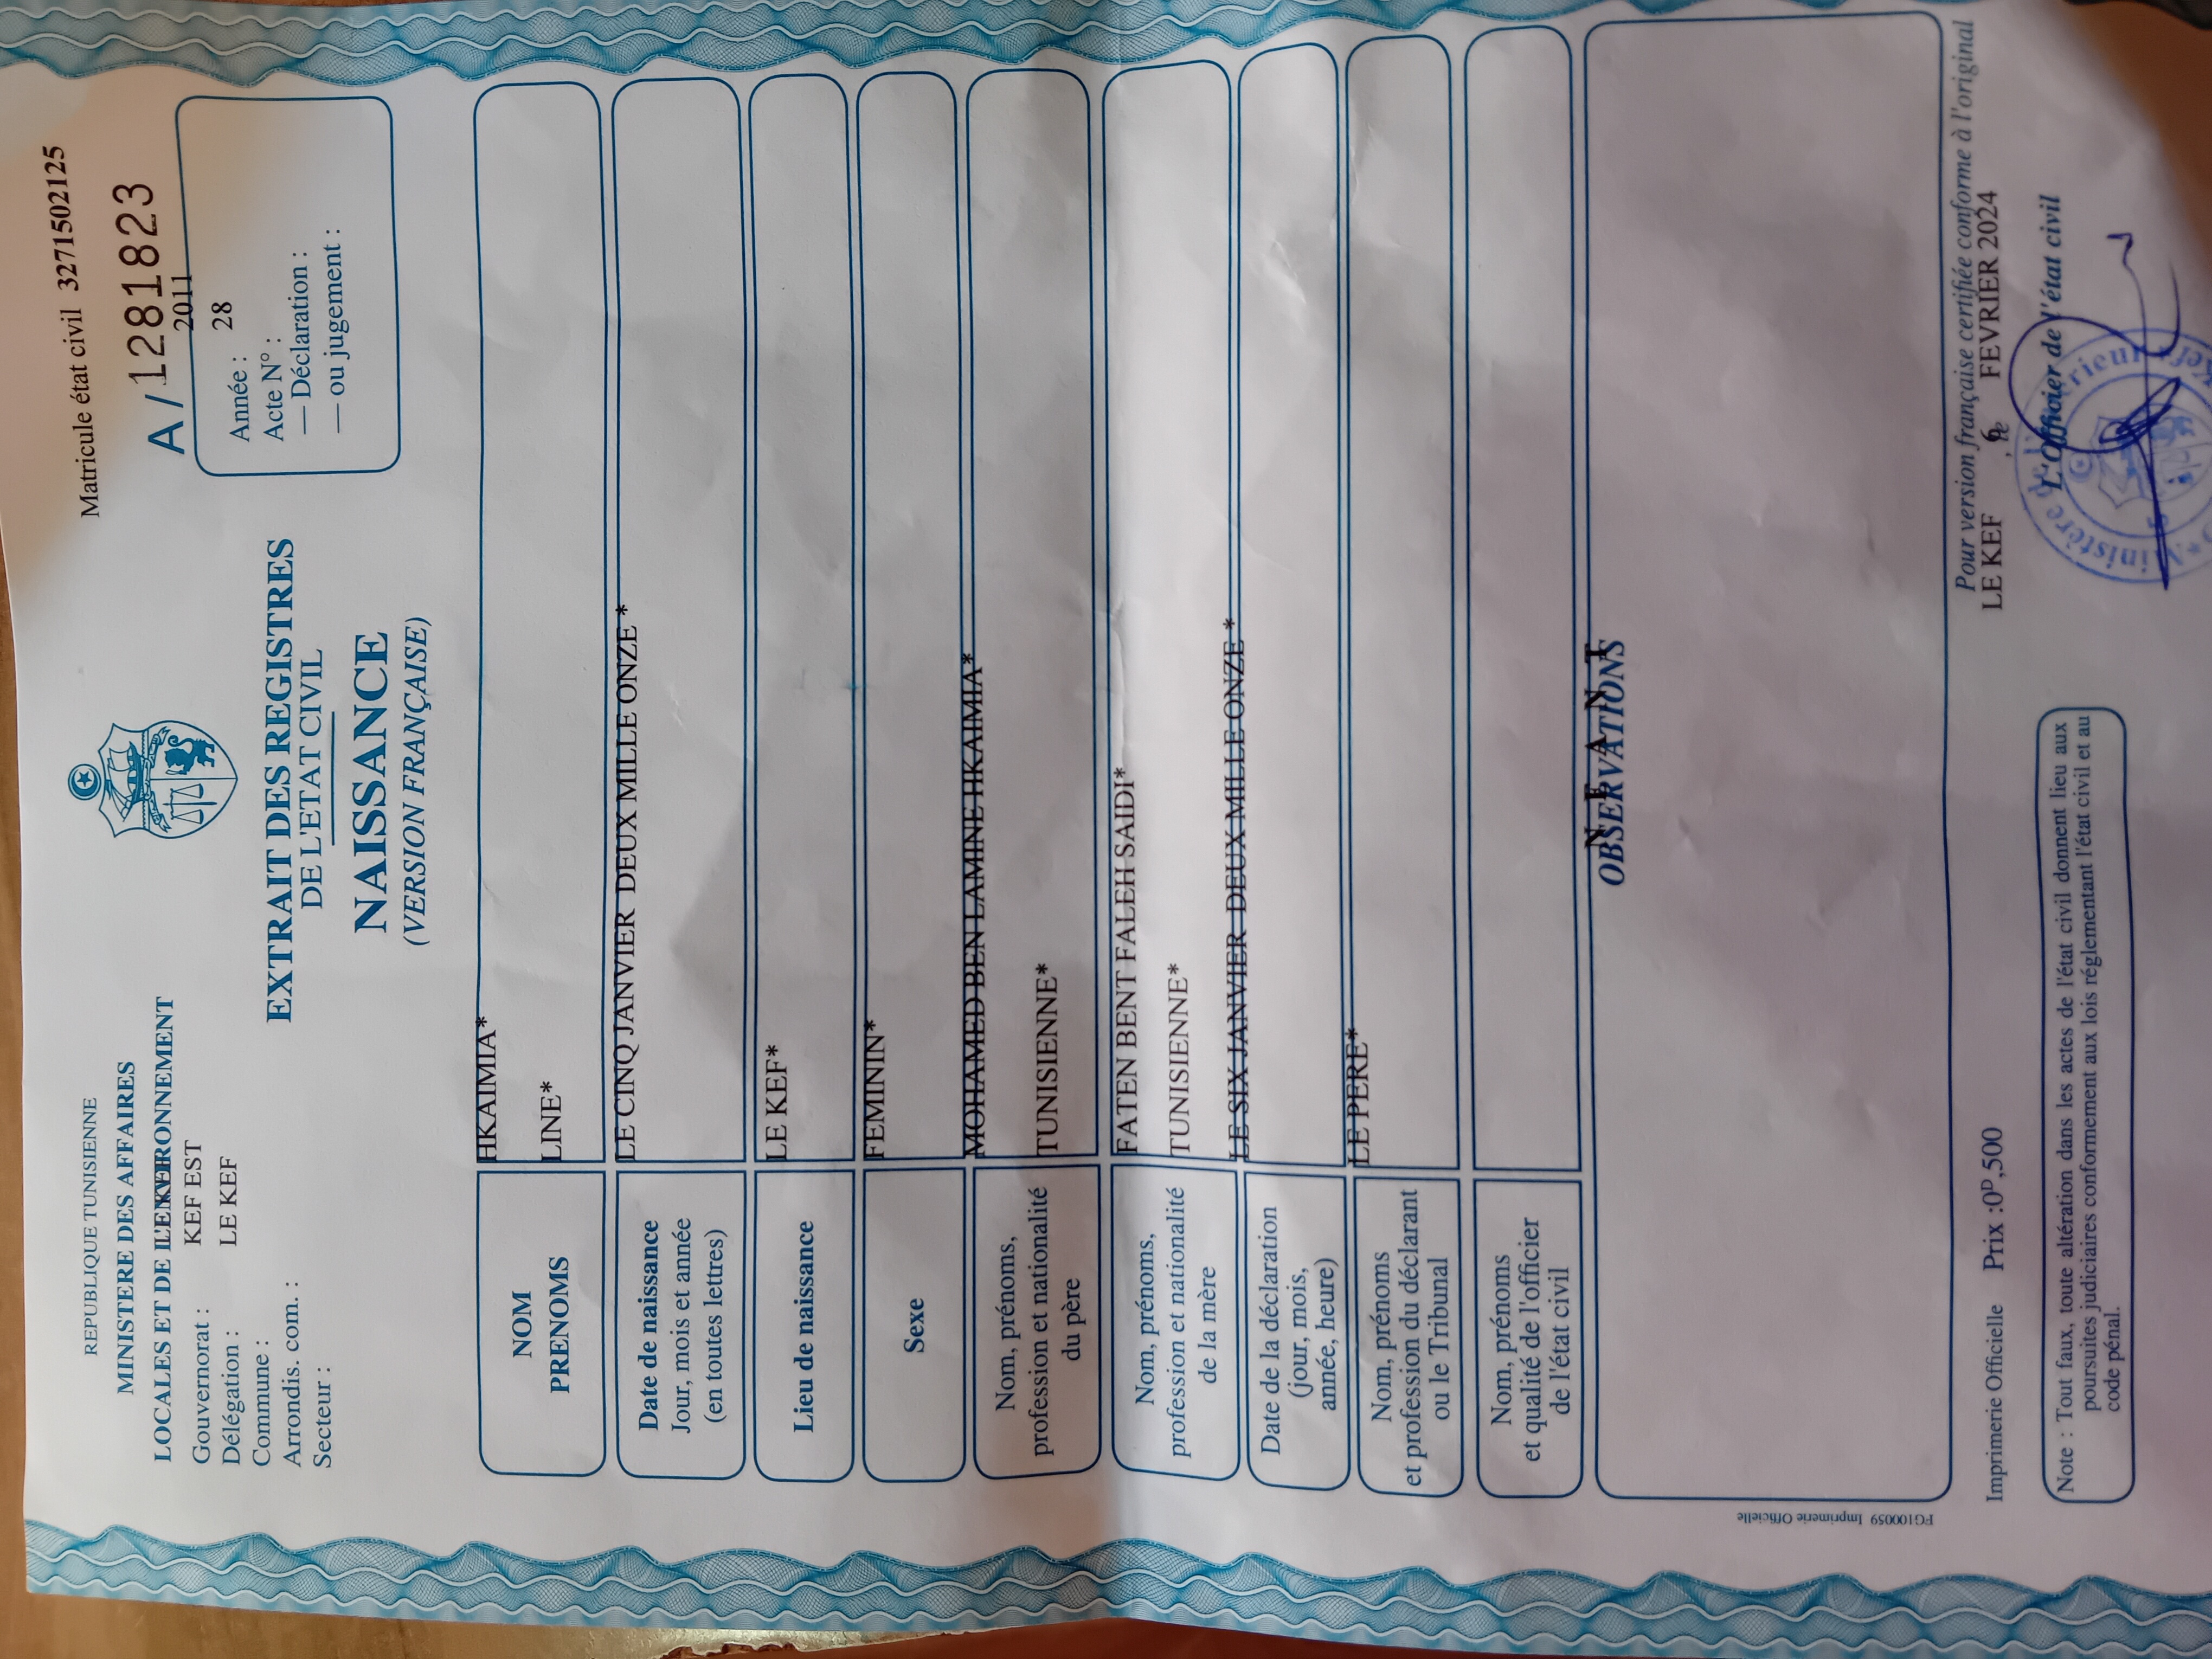 REPUBLIQUE TUNISIENNE
MINISTERE DES AFFAIRES
LOCALES ET DE L'ENVIRONNEMENT
Gouvernorat : LE KEF
Délégation : KEF EST
Commune : LE KEF
Arrondis. com. :
Secteur :
Matricule état civil 3271502125
A/12818823
Année : 2011
Acte N° : 28
— Déclaration :
— ou jugement :
EXTRAIT DES REGISTRES
DE L'ETAT CIVIL
NAISSANCE
(VERSION FRANÇAISE)
NOM HKAIMIA*
PRENOMS LINE*
Date de naissance
Jour, mois et année
(en toutes lettres)
LE CINQ JANVIER DEUX MILLE ONZE *
Lieu de naissance LE KEF*
Sexe FEMININ*
Nom, prénoms,
profession et nationalité
du père
MOHAMED BEN LAMINE HKAIMIA*
TUNISIENNE*
Nom, prénoms,
profession et nationalité
de la mère
FATEN BENT FALEH SAIDI*
TUNISIENNE*
Date de la déclaration
(jour, mois,
année, heure)
LE SIX JANVIER DEUX MILLE ONZE *
Nom, prénoms
et profession du déclarant
ou le Tribunal
LE PERE*
Nom, prénoms
et qualité de l'officier
de l'état civil
N E A N T
OBSERVATIONS
Pour version française certifiée conforme à l'original
LE KEF , le 6 FEVRIER 2024
L'Officier de l'état civil
Imprimerie Officielle Prix :0D,500
Note : Tout faux, toute altération dans les actes de l'état civil donnent lieu aux
poursuites judiciaires conformement aux lois réglementant l'état civil et au
code pénal.
FG100059 Imprimerie Officielle